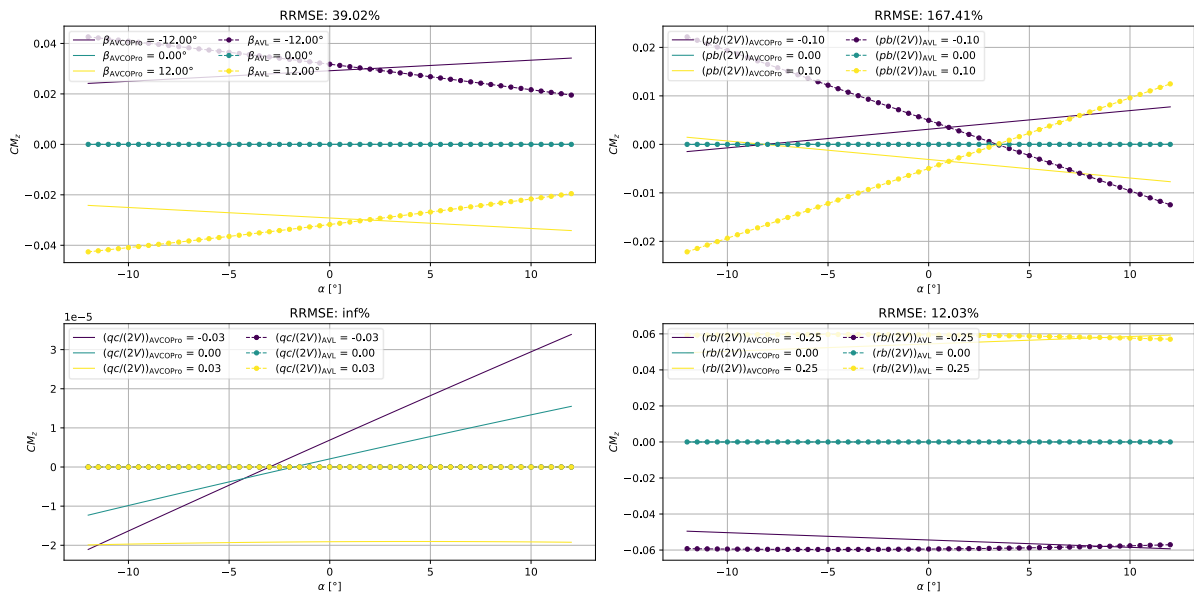 RRMSE: 39.02%
β_AVCOPro = -12.00° β_AVL = -12.00°
β_AVCOPro = 0.00° β_AVL = 0.00°
β_AVCOPro = 12.00° β_AVL = 12.00°
0.04
0.02
0.00
−0.02
−0.04
CM_z
−10 −5 0 5 10
α [°]
RRMSE: 167.41%
(pb/(2V))_AVCOPro = -0.10 (pb/(2V))_AVL = -0.10
(pb/(2V))_AVCOPro = 0.00 (pb/(2V))_AVL = 0.00
(pb/(2V))_AVCOPro = 0.10 (pb/(2V))_AVL = 0.10
0.02
0.01
0.00
−0.01
−0.02
CM_z
−10 −5 0 5 10
α [°]
RRMSE: inf%
1e−5
(qc/(2V))_AVCOPro = -0.03 (qc/(2V))_AVL = -0.03
(qc/(2V))_AVCOPro = 0.00 (qc/(2V))_AVL = 0.00
(qc/(2V))_AVCOPro = 0.03 (qc/(2V))_AVL = 0.03
3
2
1
0
−1
−2
CM_z
−10 −5 0 5 10
α [°]
RRMSE: 12.03%
(rb/(2V))_AVCOPro = -0.25 (rb/(2V))_AVL = -0.25
(rb/(2V))_AVCOPro = 0.00 (rb/(2V))_AVL = 0.00
(rb/(2V))_AVCOPro = 0.25 (rb/(2V))_AVL = 0.25
0.06
0.04
0.02
0.00
−0.02
−0.04
−0.06
CM_z
−10 −5 0 5 10
α [°]